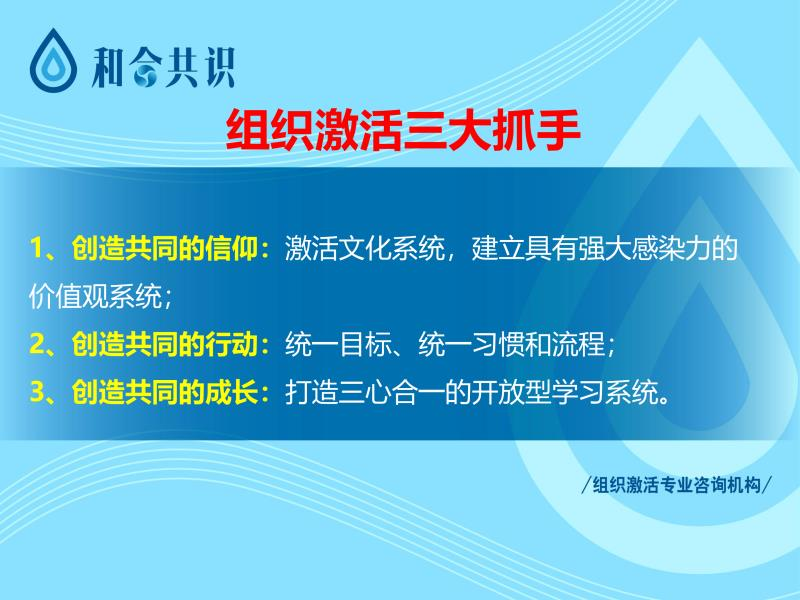 和合共识
组织激活三大抓手
1、创造共同的信仰：激活文化系统，建立具有强大感染力的
价值观系统；
2、创造共同的行动：统一目标、统一习惯和流程；
3、创造共同的成长：打造三心合一的开放型学习系统。
/组织激活专业咨询机构/